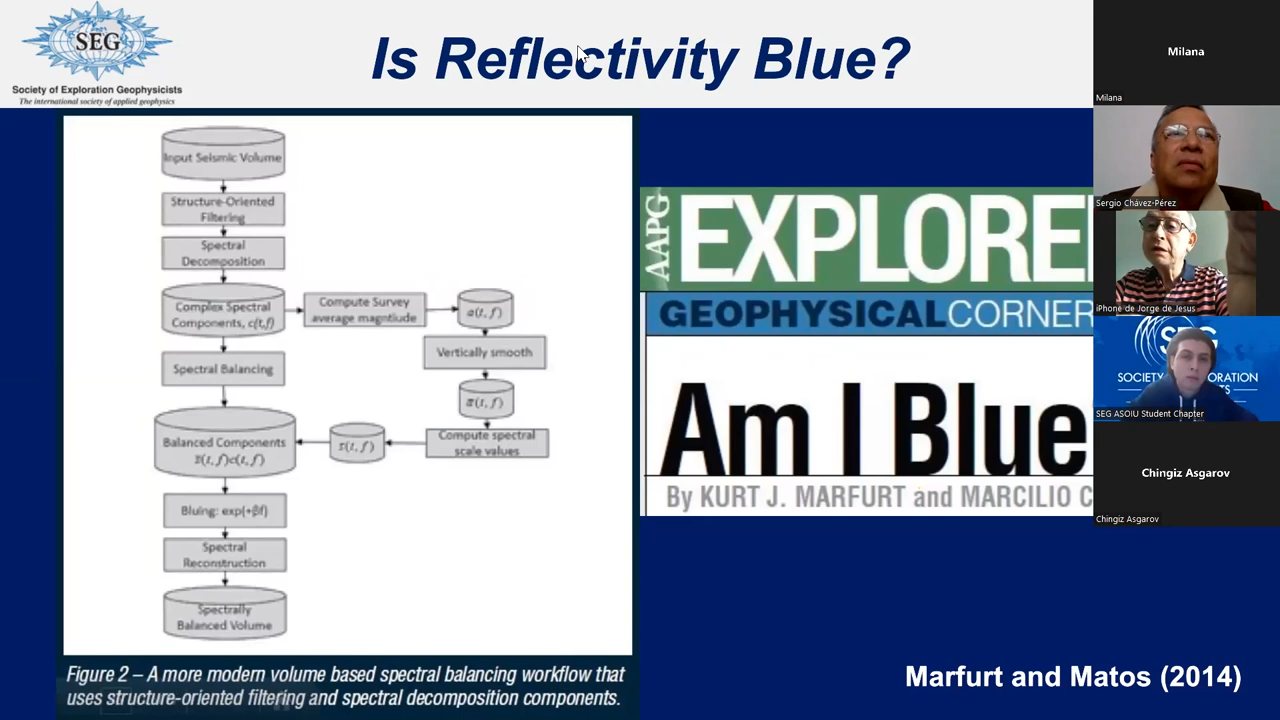 SEG
Society of Exploration Geophysicists
The international society of applied geophysics
Is Reflectivity Blue?
Input Seismic Volume
Structure-Oriented
Filtering
Spectral
Decomposition
Complex Spectral
Components, c(t,f)
Compute Survey
average magntiude
a(t, f)
Vertically smooth
Spectral Balancing
Compute spectral
scale values
Balanced Components
Bluing: exp(+βf)
Spectral
Reconstruction
Spectrally
Balanced Volume
Figure 2 – A more modern volume based spectral balancing workflow that
uses structure-oriented filtering and spectral decomposition components.
AAPG
EXPLORE
GEOPHYSICAL CORNER
Am I Blue
By KURT J. MARFURT and MARCILIO C
Marfurt and Matos (2014)
Milana
Milana
Sergio Chávez-Pérez
iPhone de Jorge de Jesus
SEG ASOIU Student Chapter
Chingiz Asgarov
Chingiz Asgarov